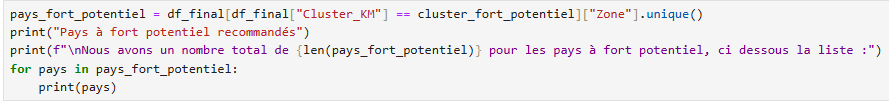 pays_fort_potentiel = df_final[df_final["Cluster_KM"] == cluster_fort_potentiel]["Zone"].unique()
print("Pays à fort potentiel recommandés")
print(f"\nNous avons un nombre total de {len(pays_fort_potentiel)} pour les pays à fort potentiel, ci dessous la liste :")
for pays in pays_fort_potentiel:
    print(pays)